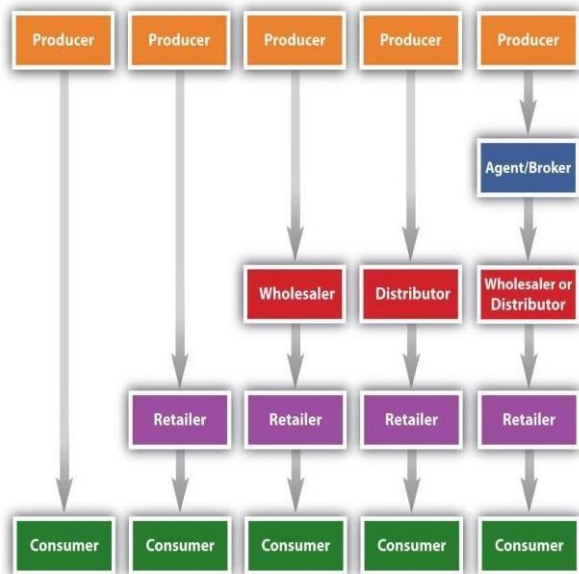 Producer
Producer
Producer
Producer
Producer
Agent/Broker
Wholesaler
Distributor
Wholesaler or
Distributor
Retailer
Retailer
Retailer
Retailer
Consumer
Consumer
Consumer
Consumer
Consumer